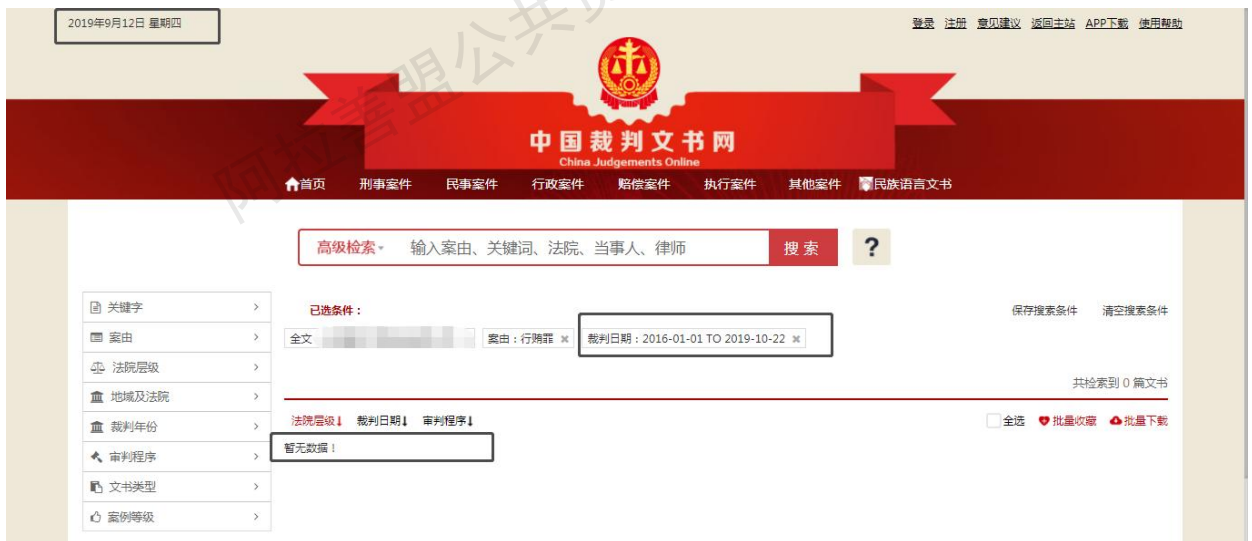 2019年9月12日 星期四
登录 注册 意见建议 返回主站 APP下载 使用帮助
中国裁判文书网
China Judgements Online
首页 刑事案件 民事案件 行政案件 赔偿案件 执行案件 其他案件 民族语言文书
高级检索 输入案由、关键词、法院、当事人、律师 搜索 ?
关键字
案由
法院层级
地域及法院
裁判年份
审判程序
文书类型
案例等级
已选条件: 保存搜索条件 清空搜索条件
全文 案由:行贿罪 × 裁判日期:2016-01-01 TO 2019-10-22 ×
共检索到 0 篇文书
法院层级↓ 裁判日期↓ 审判程序↓ 全选 批量收藏 批量下载
暂无数据!
阿拉善盟公共